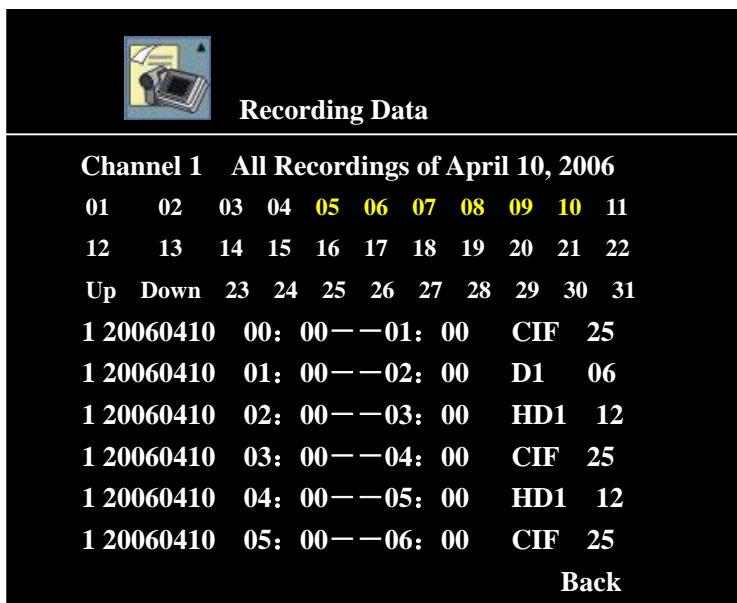 Recording Data
Channel 1 All Recordings of April 10, 2006
01 02 03 04 05 06 07 08 09 10 11
12 13 14 15 16 17 18 19 20 21 22
Up Down 23 24 25 26 27 28 29 30 31
1 20060410 00：00－－01：00 CIF 25
1 20060410 01：00－－02：00 D1 06
1 20060410 02：00－－03：00 HD1 12
1 20060410 03：00－－04：00 CIF 25
1 20060410 04：00－－05：00 HD1 12
1 20060410 05：00－－06：00 CIF 25
Back